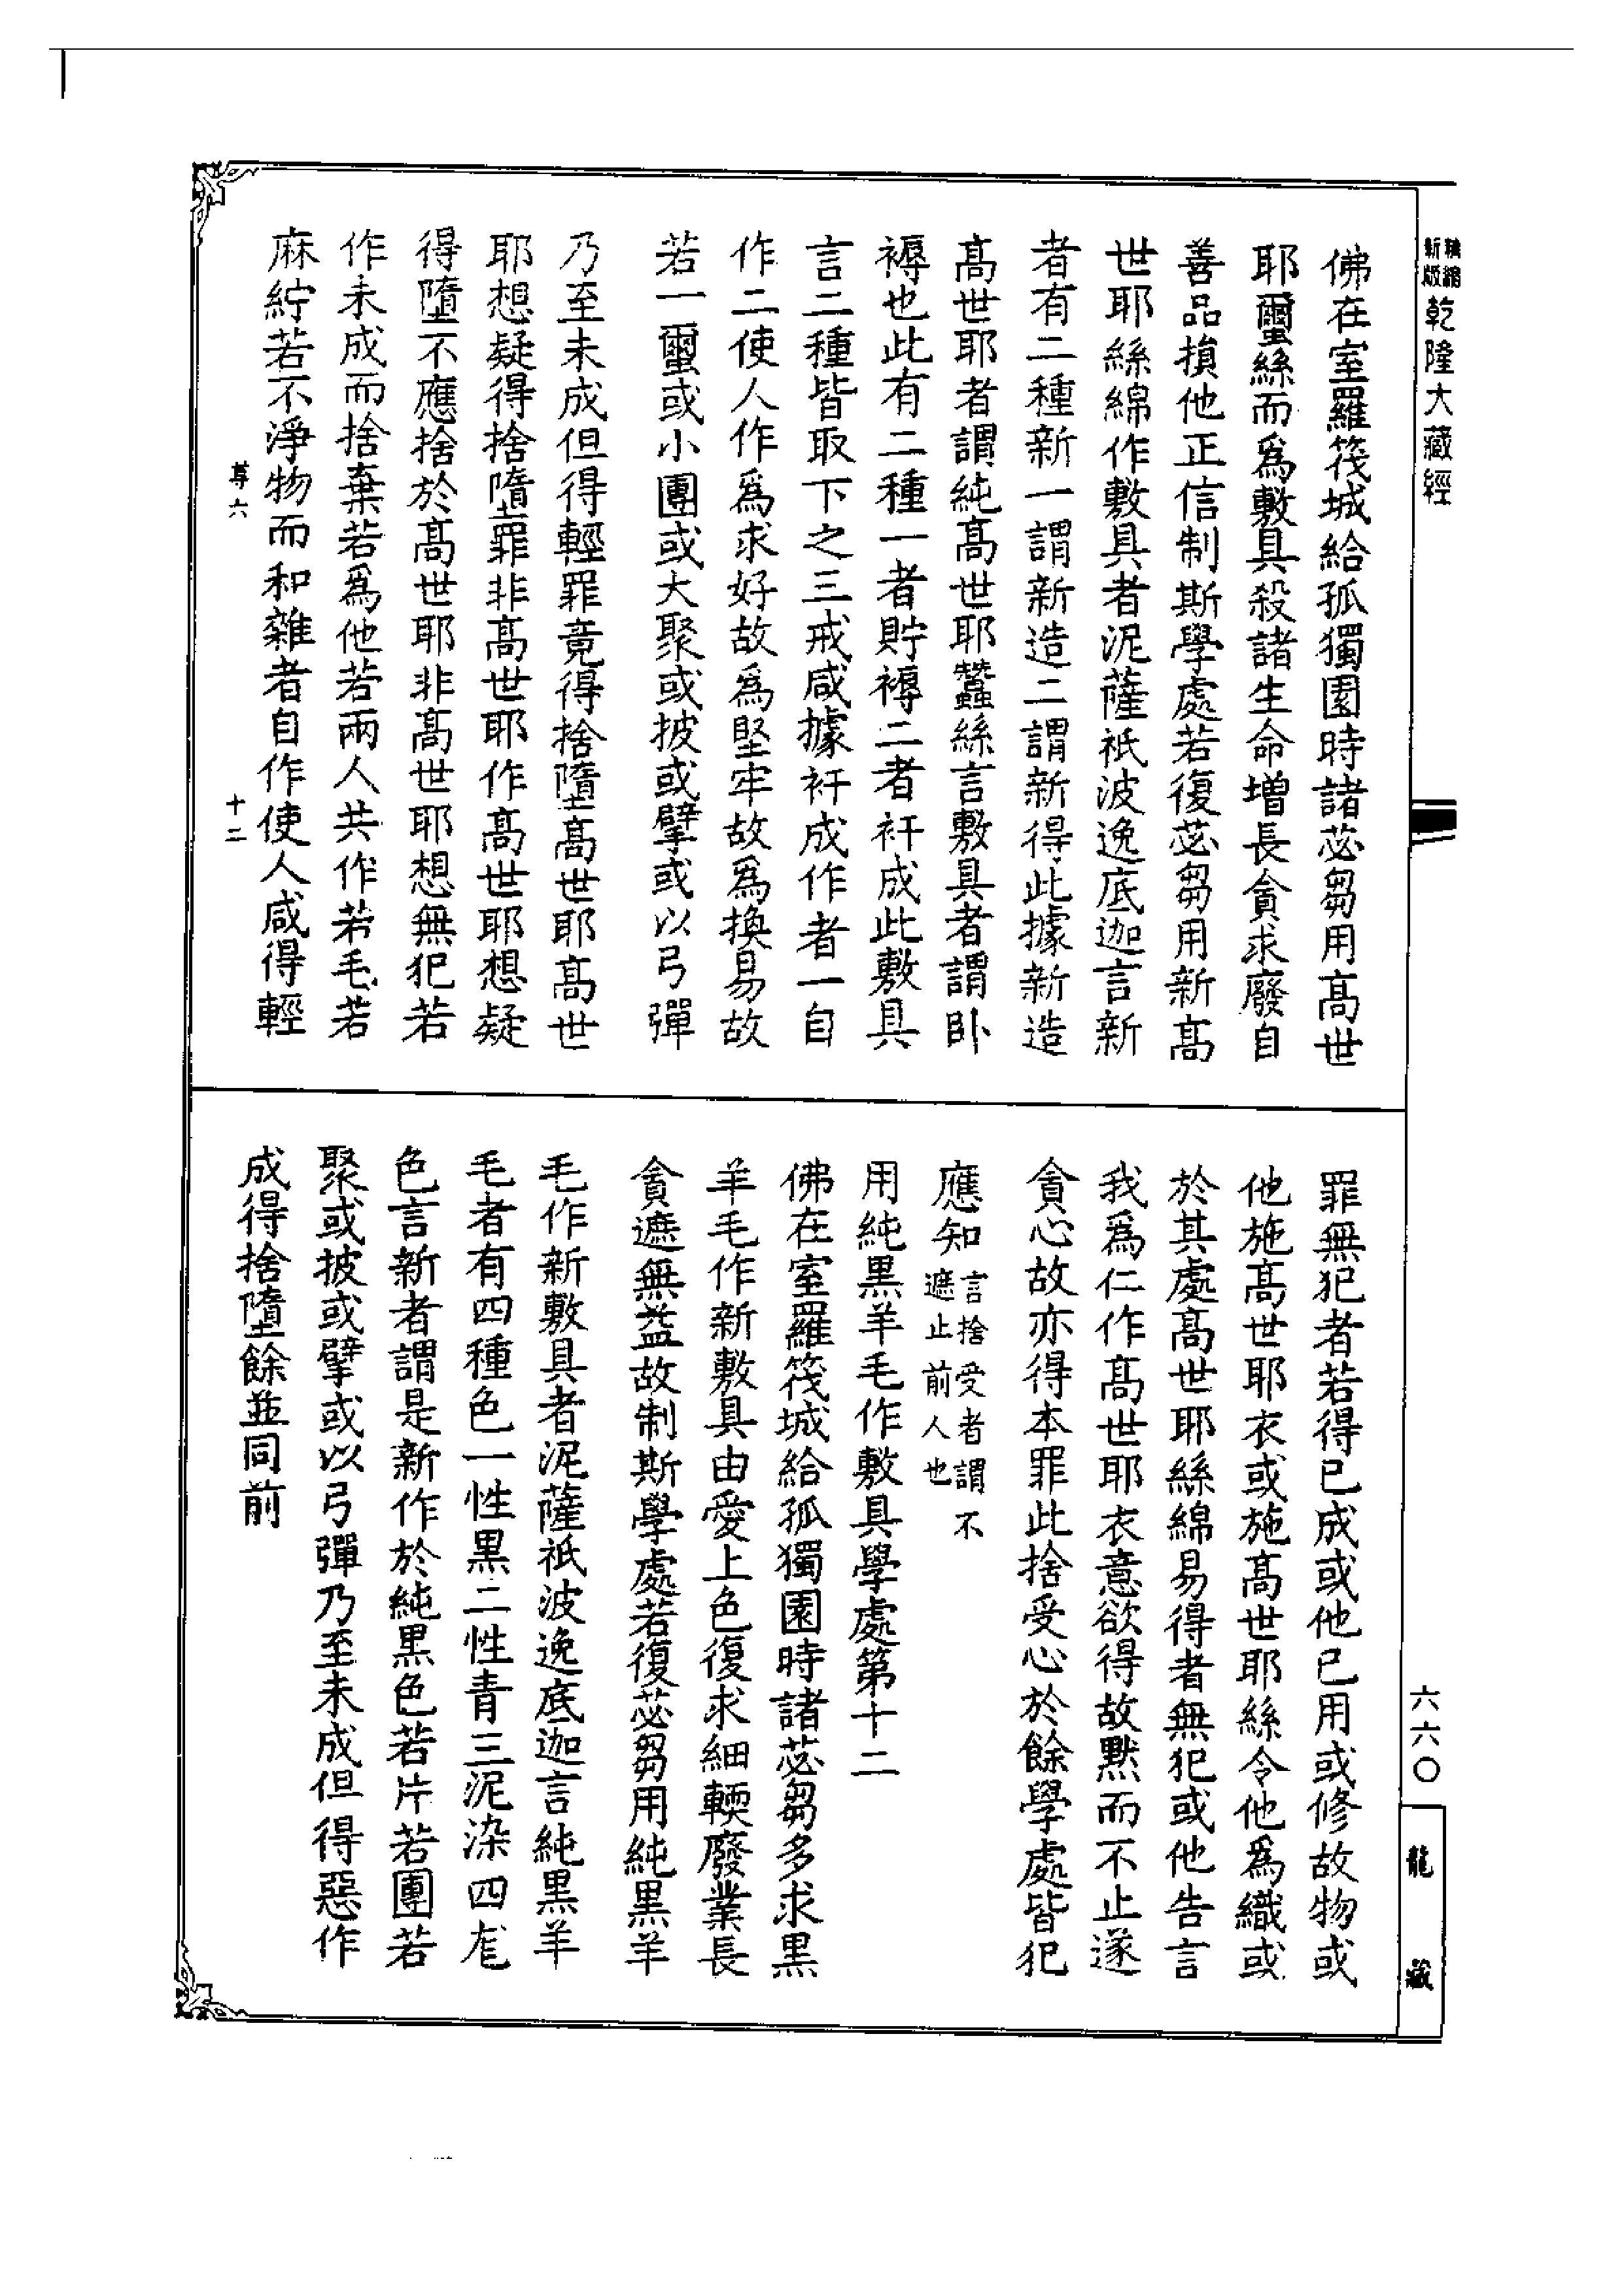 精縮
新版
乾隆大藏經
佛在室羅筏城給孤獨園時諸苾芻用高世
耶䘉絲而爲敷具殺諸生命增長貪求廢自
善品損他正信制斯學處若復苾芻用新高
世耶絲綿作敷具者泥薩祇波逸底迦言新
者有二種新一謂新造二謂新得此據新造
高世耶者謂純高世耶蠶絲言敷具者謂卧
褥也此有二種一者貯褥二者衦成此敷具
言二種皆取下之三戒咸據衦成作者一自
作二使人作爲求好故爲堅牢故爲換易故
若一䘉或小團或大聚或披或擘或以弓彈
乃至未成但得輕罪竟得捨墮高世耶高世
耶想疑得捨墮罪非高世耶作高世耶想疑
得墮不應捨於高世耶非高世耶想無犯若
作未成而捨棄若爲他若兩人共作若毛若
麻紵若不淨物而和雜者自作使人咸得輕
尊六
十二
罪無犯者若得已成或他已用或修故物或
他施高世耶衣或施高世耶絲令他爲織或
於其處高世耶絲綿易得者無犯或他告言
我爲仁作高世耶衣意欲得故默而不止遂
貪心故亦得本罪此捨受心於餘學處皆犯
應知言捨受者謂不
遮止前人也
用純黑羊毛作敷具學處第十二
佛在室羅筏城給孤獨園時諸苾芻多求黑
羊毛作新敷具由愛上色復求細輭廢業長
貪遮無益故制斯學處若復苾芻用純黑羊
毛作新敷具者泥薩祇波逸底迦言純黑羊
毛者有四種色一性黑二性青三泥染四尨
色言新者謂是新作於純黑色若片若團若
聚或披或擘或以弓彈乃至未成但得惡作
成得捨墮餘並同前
六六〇
龍藏